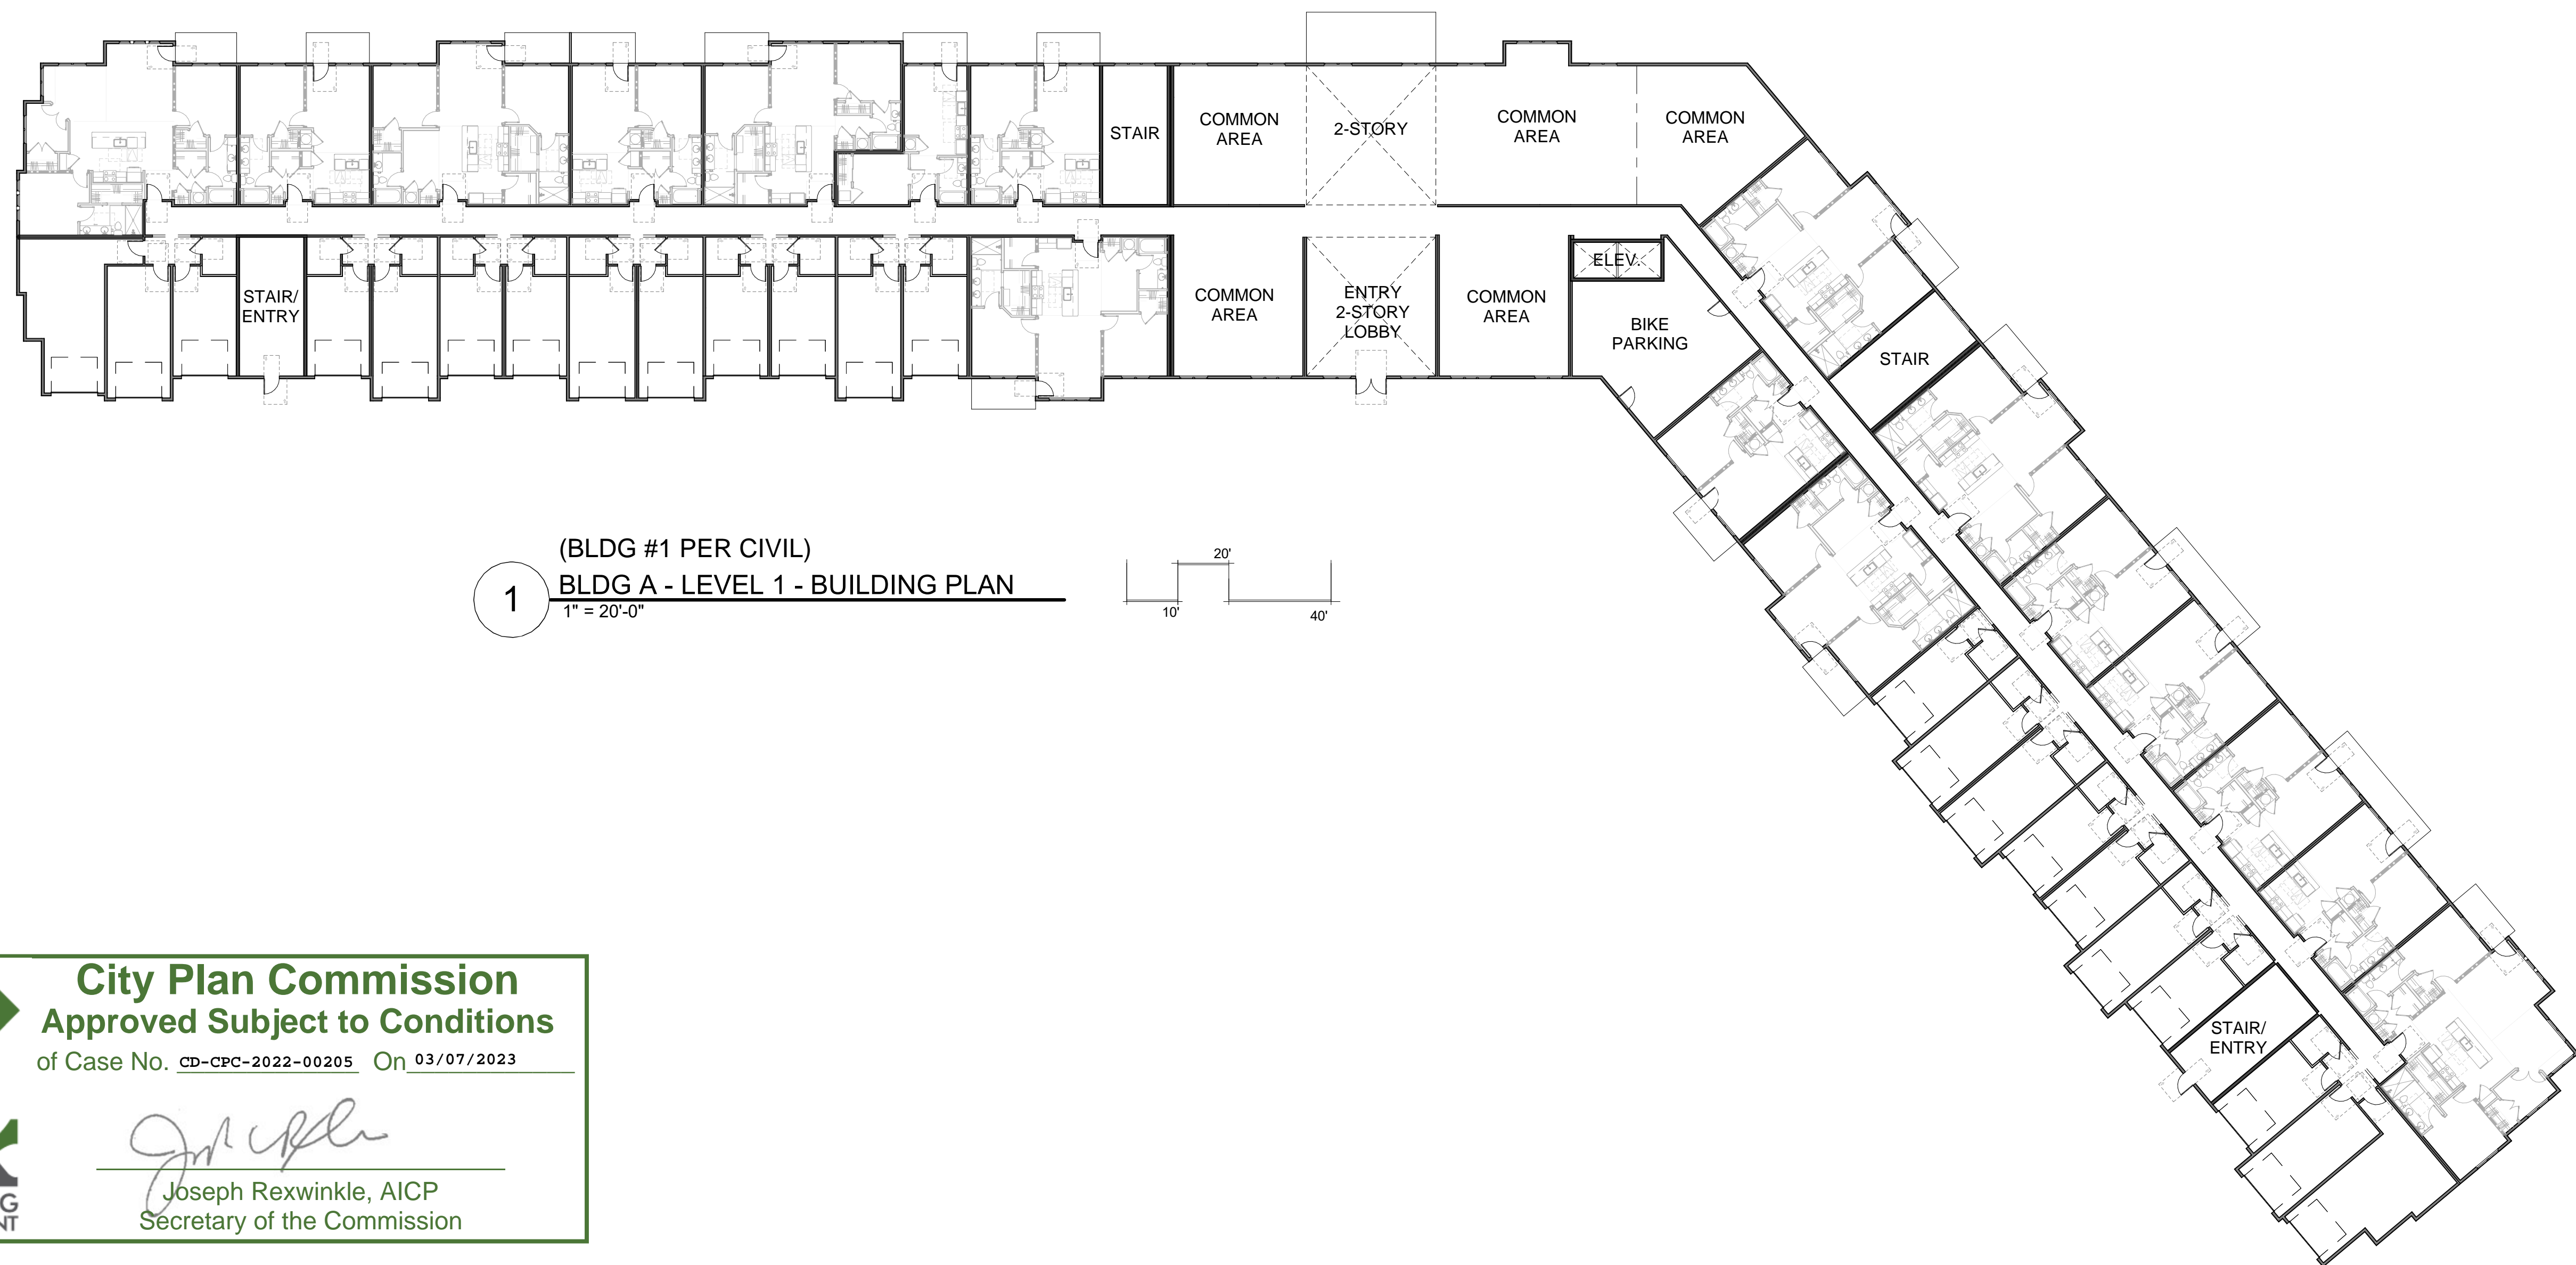 STAIR
COMMON
AREA
2-STORY
COMMON
AREA
COMMON
AREA
STAIR/
ENTRY
COMMON
AREA
ENTRY
2-STORY
LOBBY
COMMON
AREA
ELEV.
BIKE
PARKING
STAIR
(BLDG #1 PER CIVIL)
1
BLDG A - LEVEL 1 - BUILDING PLAN
1" = 20'-0"
20'
10'
40'
STAIR/
ENTRY
City Plan Commission
Approved Subject to Conditions
of Case No. CD-CPC-2022-00205 On 03/07/2023
Joseph Rexwinkle, AICP
Secretary of the Commission